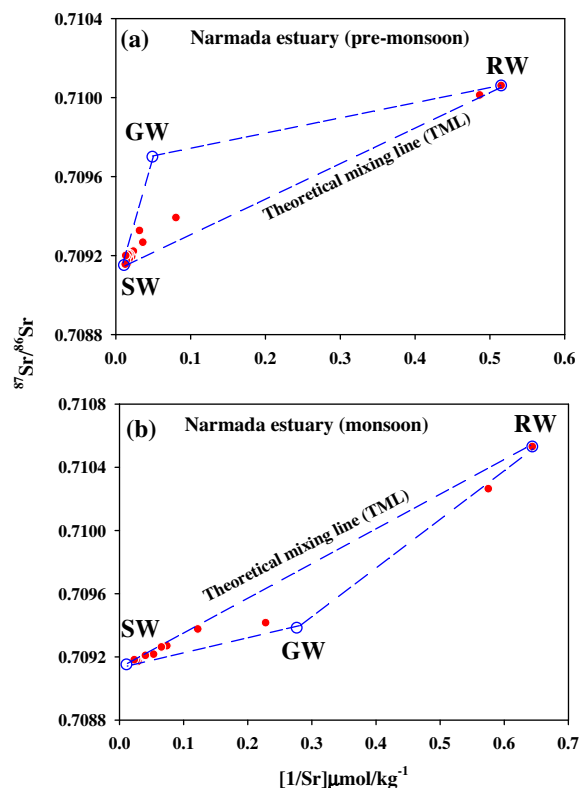 0.7104
(a) Narmada estuary (pre-monsoon)
RW
0.7100
GW
Theoretical mixing line (TML)
0.7096
0.7092
SW
0.7088
0.0 0.1 0.2 0.3 0.4 0.5 0.6
⁸⁷Sr/⁸⁶Sr
0.7108
(b) Narmada estuary (monsoon)
RW
0.7104
0.7100
Theoretical mixing line (TML)
0.7096
SW
GW
0.7092
0.7088
0.0 0.1 0.2 0.3 0.4 0.5 0.6 0.7
[1/Sr]μmol/kg⁻¹